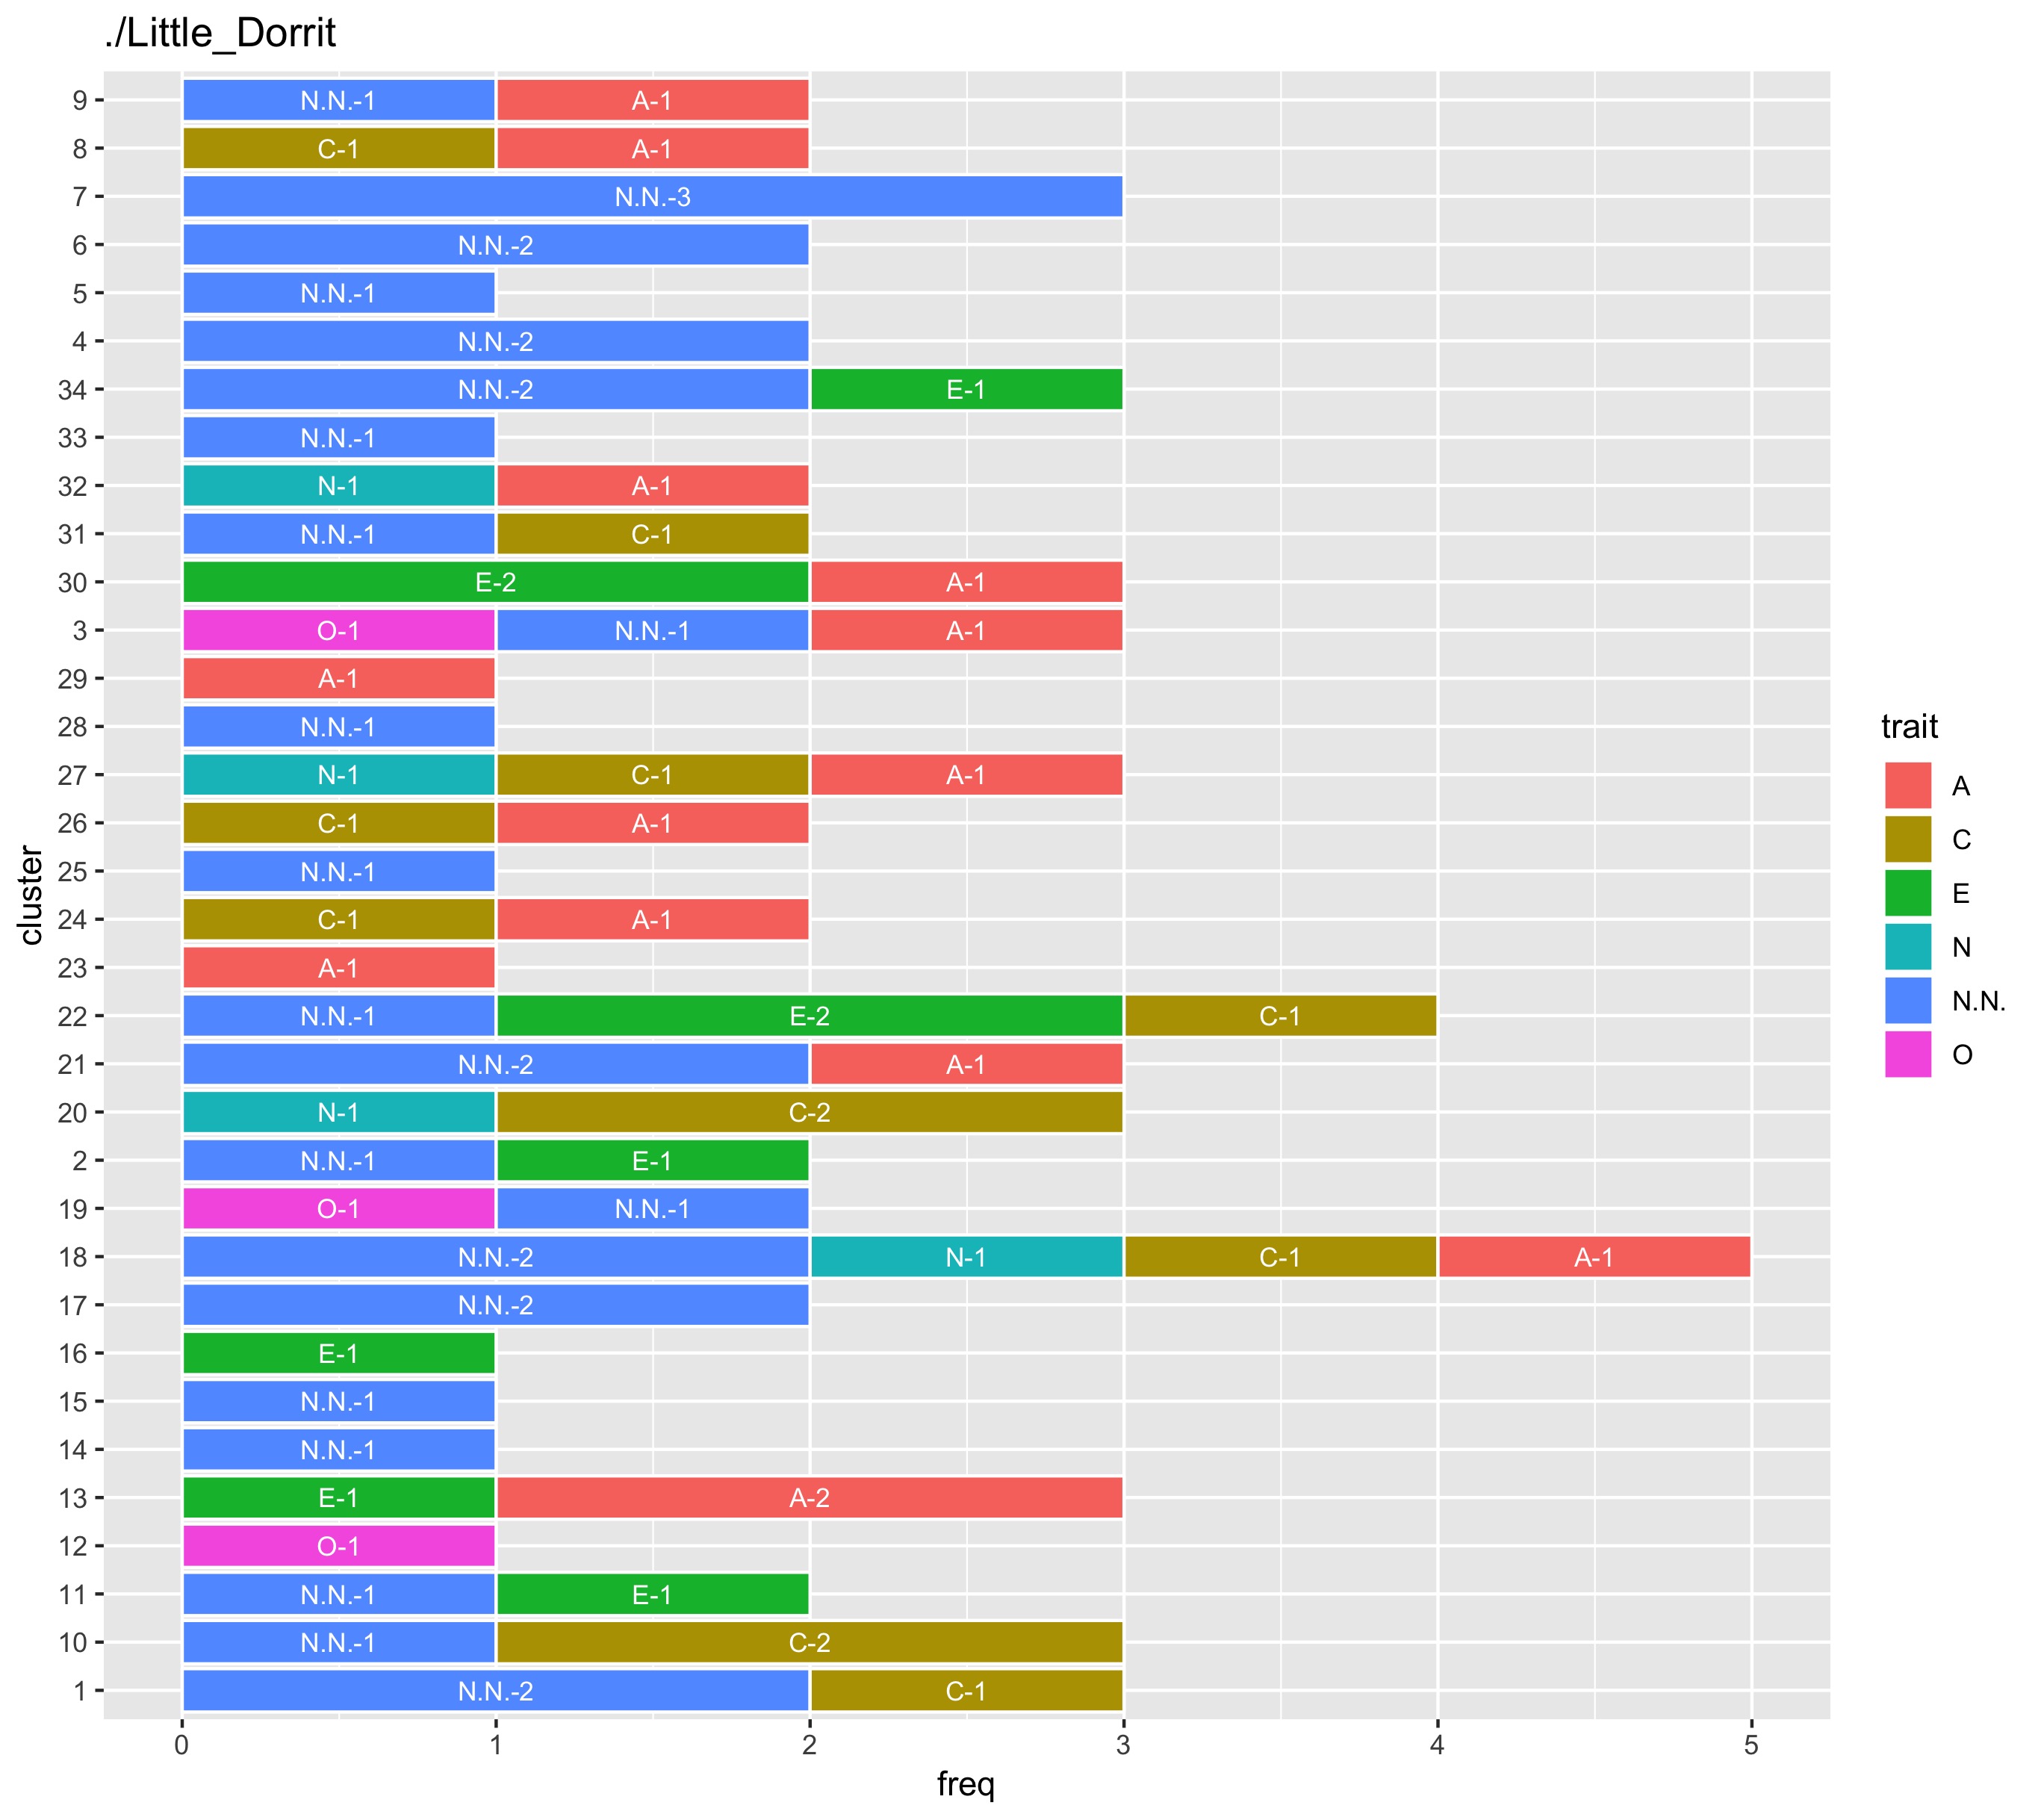 ./Little_Dorrit
9 N.N.-1 A-1
8 C-1 A-1
7 N.N.-3
6 N.N.-2
5 N.N.-1
4 N.N.-2
34 N.N.-2 E-1
33 N.N.-1
32 N-1 A-1
31 N.N.-1 C-1
30 E-2 A-1
3 O-1 N.N.-1 A-1
29 A-1
28 N.N.-1
27 N-1 C-1 A-1
26 C-1 A-1
25 N.N.-1
24 C-1 A-1
23 A-1
22 N.N.-1 E-2 C-1
21 N.N.-2 A-1
20 N-1 C-2
2 N.N.-1 E-1
19 O-1 N.N.-1
18 N.N.-2 N-1 C-1 A-1
17 N.N.-2
16 E-1
15 N.N.-1
14 N.N.-1
13 E-1 A-2
12 O-1
11 N.N.-1 E-1
10 N.N.-1 C-2
1 N.N.-2 C-1
0 1 2 3 4 5
freq
cluster
trait
A
C
E
N
N.N.
O